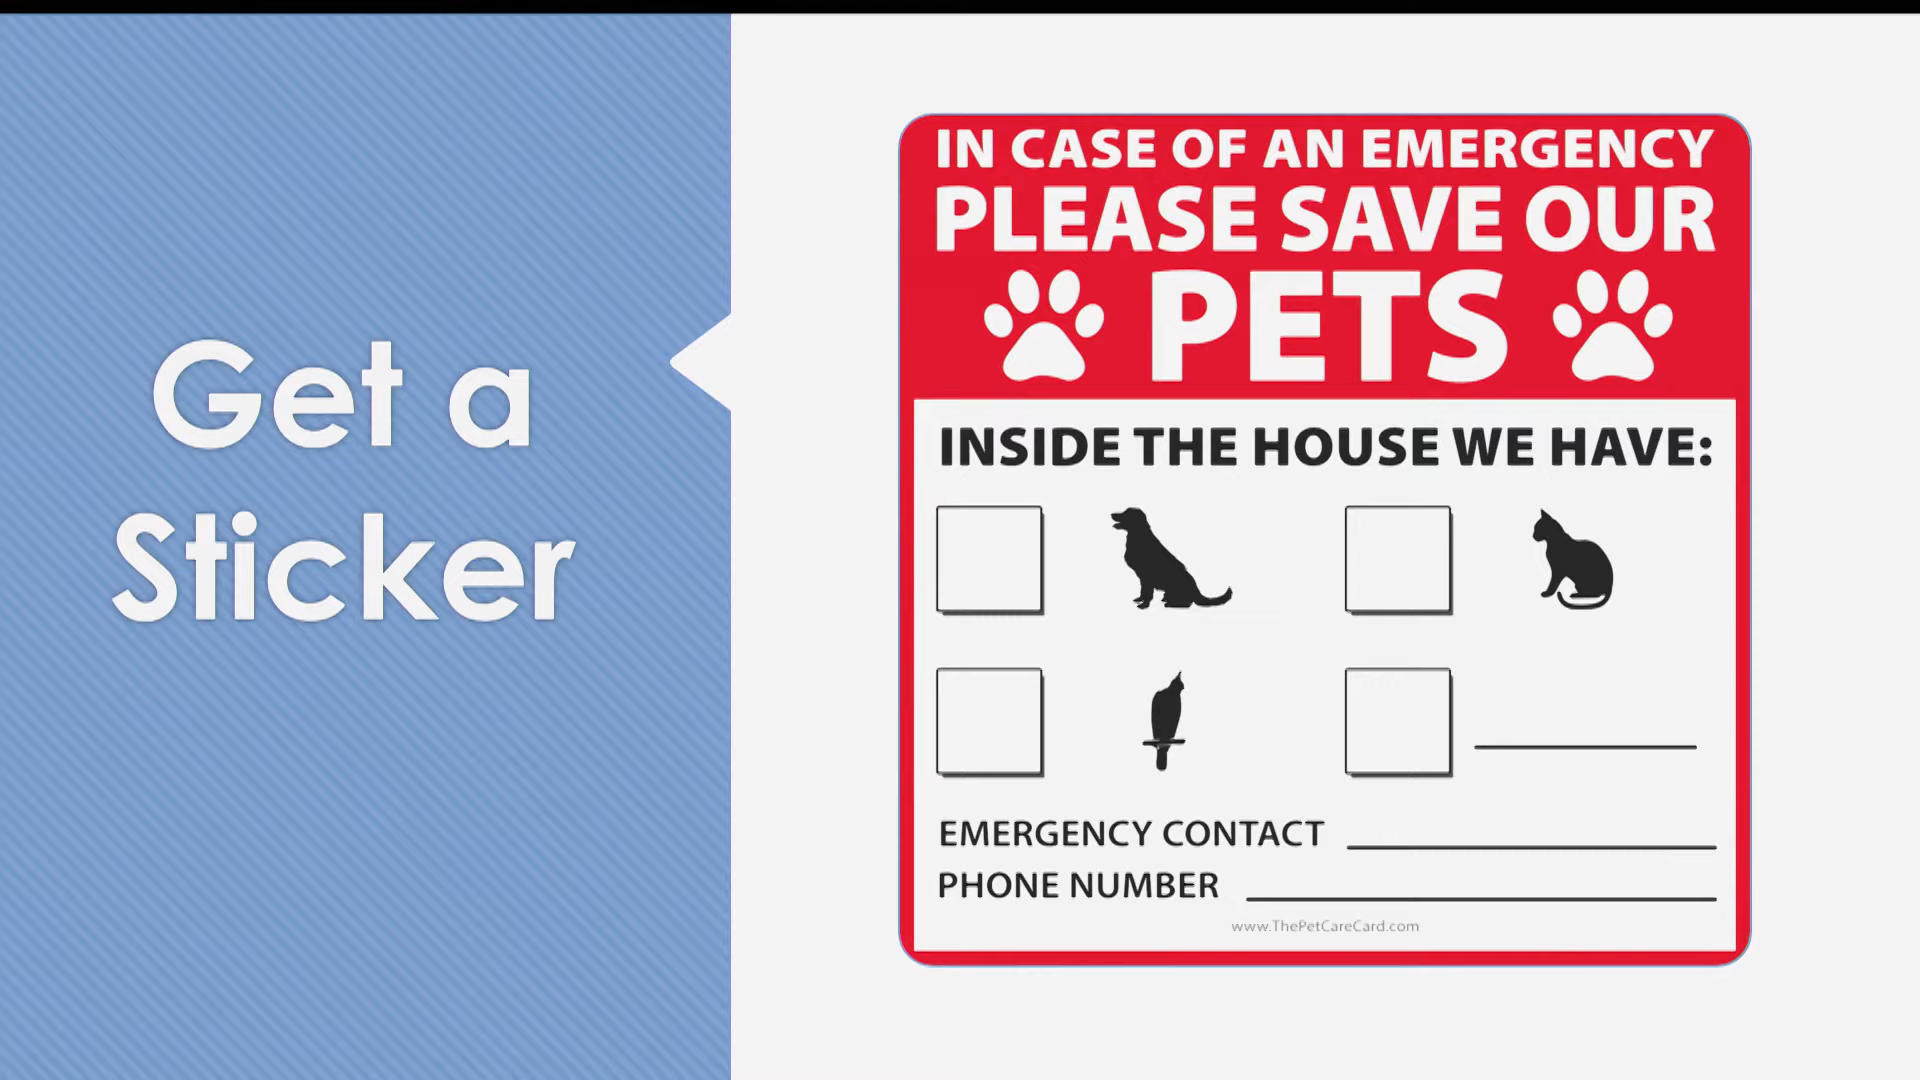 Get a
Sticker
IN CASE OF AN EMERGENCY
PLEASE SAVE OUR
PETS
INSIDE THE HOUSE WE HAVE:
EMERGENCY CONTACT
PHONE NUMBER
www.ThePetCareCard.com